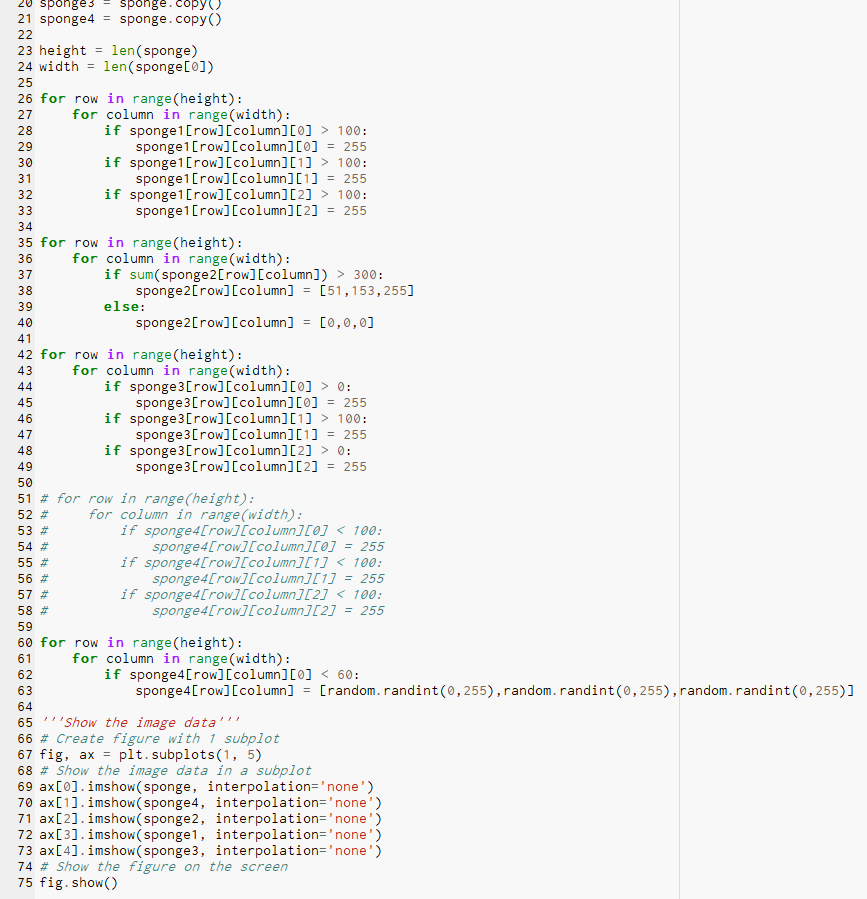 20 sponge3 = sponge.copy()
21 sponge4 = sponge.copy()
22
23 height = len(sponge)
24 width = len(sponge[0])
25
26 for row in range(height):
27     for column in range(width):
28         if sponge1[row][column][0] > 100:
29             sponge1[row][column][0] = 255
30         if sponge1[row][column][1] > 100:
31             sponge1[row][column][1] = 255
32         if sponge1[row][column][2] > 100:
33             sponge1[row][column][2] = 255
34
35 for row in range(height):
36     for column in range(width):
37         if sum(sponge2[row][column]) > 300:
38             sponge2[row][column] = [51,153,255]
39         else:
40             sponge2[row][column] = [0,0,0]
41
42 for row in range(height):
43     for column in range(width):
44         if sponge3[row][column][0] > 0:
45             sponge3[row][column][0] = 255
46         if sponge3[row][column][1] > 100:
47             sponge3[row][column][1] = 255
48         if sponge3[row][column][2] > 0:
49             sponge3[row][column][2] = 255
50
51 # for row in range(height):
52 #     for column in range(width):
53 #         if sponge4[row][column][0] < 100:
54 #             sponge4[row][column][0] = 255
55 #         if sponge4[row][column][1] < 100:
56 #             sponge4[row][column][1] = 255
57 #         if sponge4[row][column][2] < 100:
58 #             sponge4[row][column][2] = 255
59
60 for row in range(height):
61     for column in range(width):
62         if sponge4[row][column][0] < 60:
63             sponge4[row][column] = [random.randint(0,255),random.randint(0,255),random.randint(0,255)]
64
65 '''Show the image data'''
66 # Create figure with 1 subplot
67 fig, ax = plt.subplots(1, 5)
68 # Show the image data in a subplot
69 ax[0].imshow(sponge, interpolation='none')
70 ax[1].imshow(sponge4, interpolation='none')
71 ax[2].imshow(sponge2, interpolation='none')
72 ax[3].imshow(sponge1, interpolation='none')
73 ax[4].imshow(sponge3, interpolation='none')
74 # Show the figure on the screen
75 fig.show()